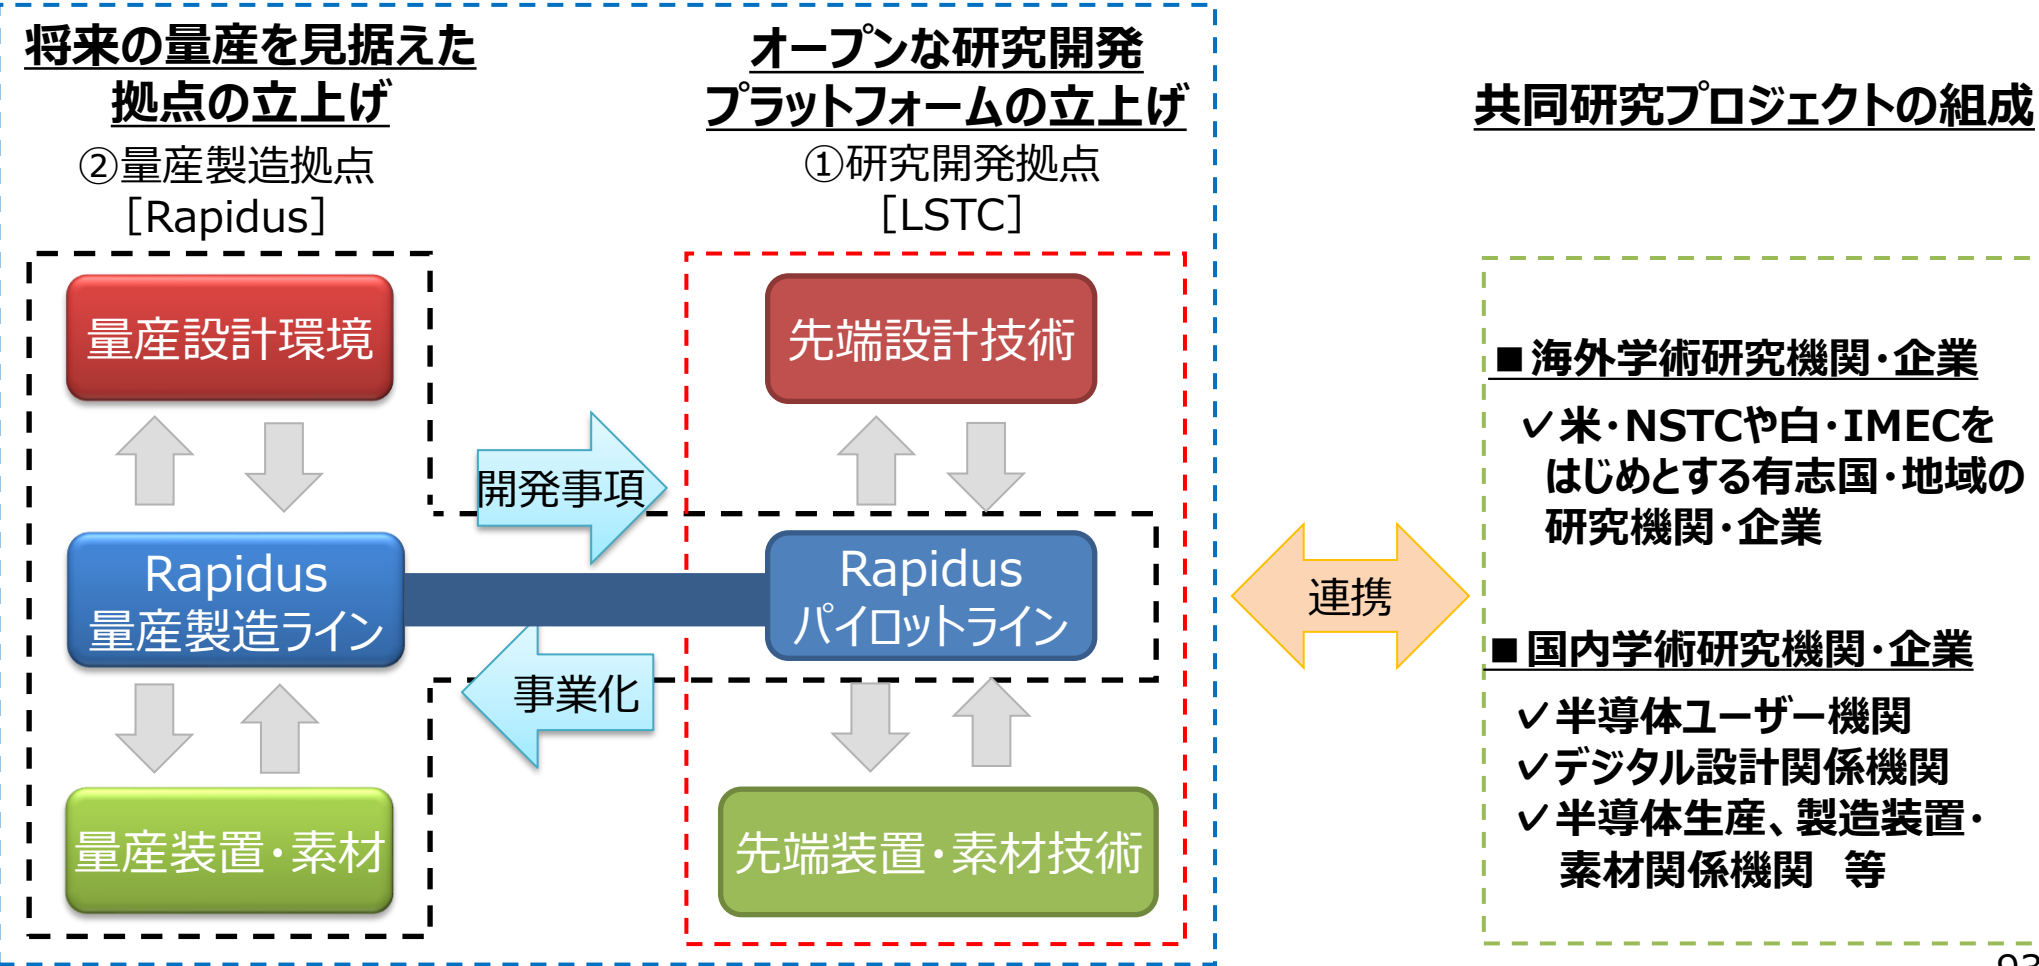 将来の量産を見据えた
拠点の立上げ
②量産製造拠点
［Rapidus］
量産設計環境
Rapidus
量産製造ライン
量産装置・素材
開発事項
事業化
オープンな研究開発
プラットフォームの立上げ
①研究開発拠点
［LSTC］
先端設計技術
Rapidus
パイロットライン
先端装置・素材技術
連携
共同研究プロジェクトの組成
■海外学術研究機関・企業
✓米・NSTCや白・IMECを
はじめとする有志国・地域の
研究機関・企業
■国内学術研究機関・企業
✓半導体ユーザー機関
✓デジタル設計関係機関
✓半導体生産、製造装置・
素材関係機関　等